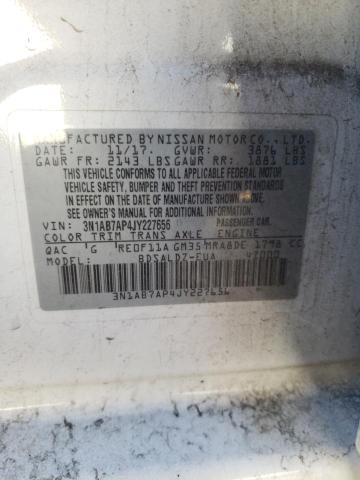 FACTURED BY NISSAN MOTOR CO., LTD.
DATE: 11/17. GVWR: 3876 LBS
GAWR FR: 2143 LBS GAWR RR: 1881 LBS
THIS VEHICLE CONFORMS TO ALL APPLICABLE FEDERAL MOTOR
VEHICLE SAFETY, BUMPER AND THEFT PREVENTION STANDARDS
IN EFFECT ON THE DATE OF MANUFACTURE SHOWN ABOVE.
SEE OWNER'S MANUAL
VIN: 3N1AB7AP4JY227656 PASSENGER CAR.
COLOR TRIM TRANS AXLE ENGINE
QAC G RE0F11A GM35 MRA8DE 1798 CC
MODEL: BDSALDZ-EUA
3N1AB7AP4JY227656